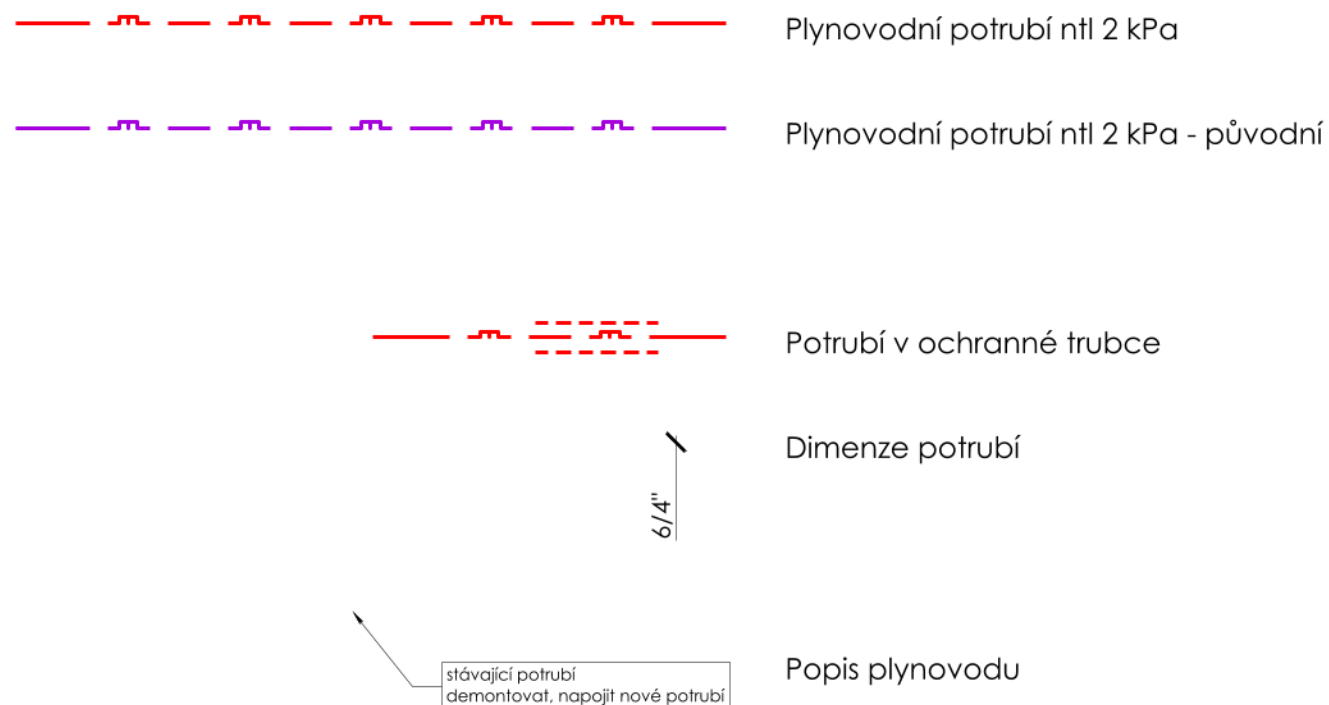 Plynovodní potrubí ntl 2 kPa
Plynovodní potrubí ntl 2 kPa - původní
Potrubí v ochranné trubce
Dimenze potrubí
6/4"
Popis plynovodu
stávající potrubí
demontovat, napojit nové potrubí